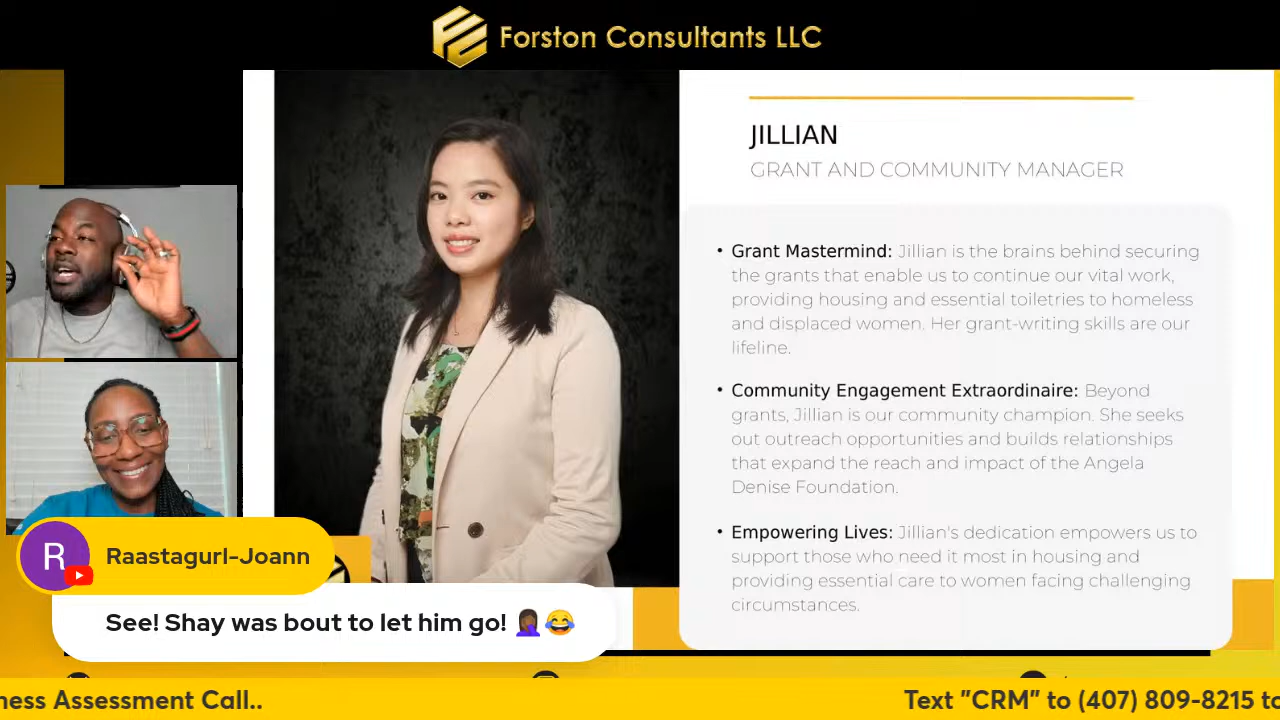 Forston Consultants LLC
JILLIAN
GRANT AND COMMUNITY MANAGER
• Grant Mastermind: Jillian is the brains behind securing
the grants that enable us to continue our vital work,
providing housing and essential toiletries to homeless
and displaced women. Her grant-writing skills are our
lifeline.
• Community Engagement Extraordinaire: Beyond
grants, Jillian is our community champion. She seeks
out outreach opportunities and builds relationships
that expand the reach and impact of the Angela
Denise Foundation.
• Empowering Lives: Jillian's dedication empowers us to
support those who need it most in housing and
providing essential care to women facing challenging
circumstances.
R
Raastagurl-Joann
See! Shay was bout to let him go! 🤦🏾‍♀️😂
ness Assessment Call..
Text "CRM" to (407) 809-8215 to